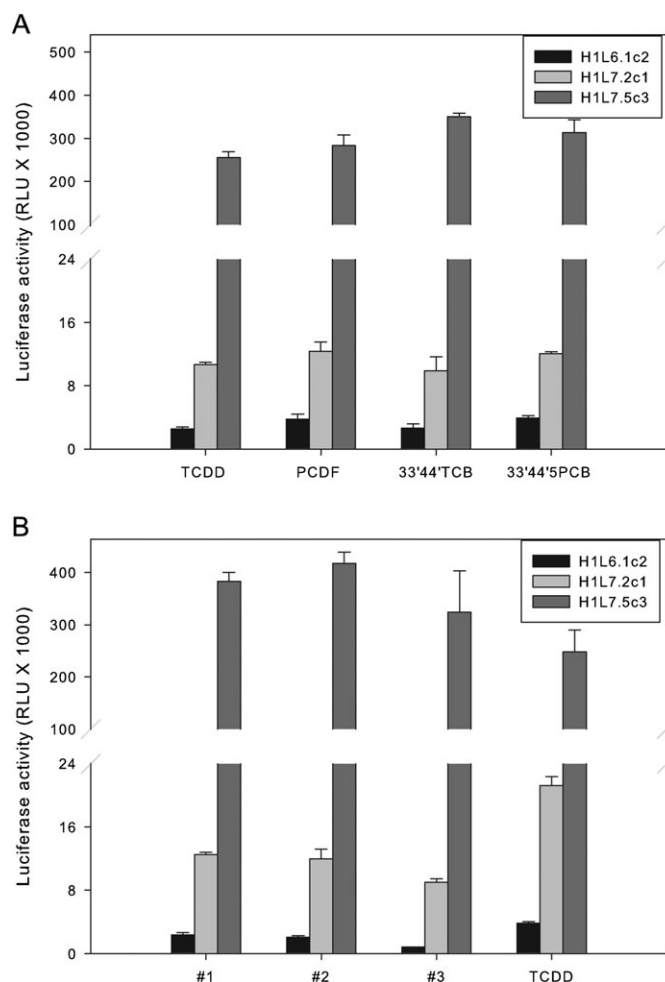 A
H1L6.1c2
H1L7.2c1
H1L7.5c3
Luciferase activity (RLU X 1000)
500
400
300
200
100
24
16
8
0
TCDD PCDF 33'44'TCB 33'44'5PCB
B
H1L6.1c2
H1L7.2c1
H1L7.5c3
Luciferase activity (RLU X 1000)
400
300
200
100
24
16
8
0
#1 #2 #3 TCDD